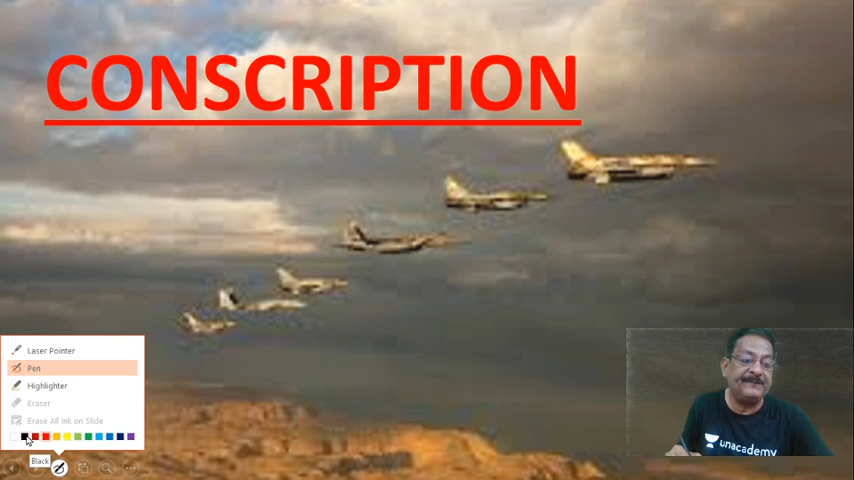 CONSCRIPTION
Laser Pointer
Pen
Highlighter
Eraser
Erase All Ink on Slide
Black
unacademy